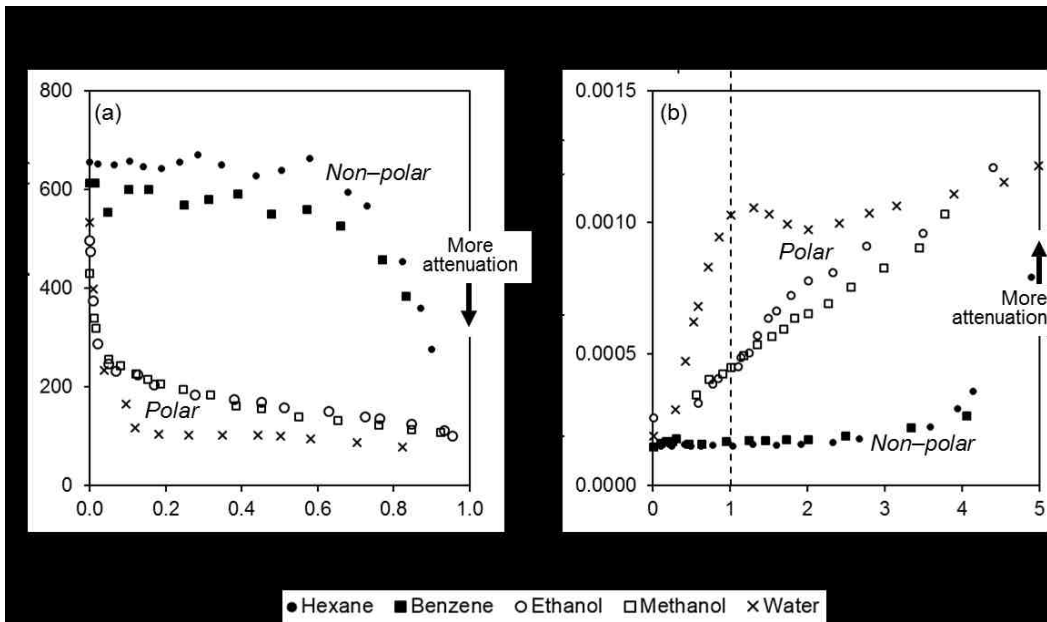 (a)
(b)
800
600
400
200
0
0.0 0.2 0.4 0.6 0.8 1.0
Non–polar
More
attenuation
Polar
0.0015
0.0010
0.0005
0.0000
0 1 2 3 4 5
Polar
More
attenuation
Non–polar
Hexane Benzene Ethanol Methanol Water